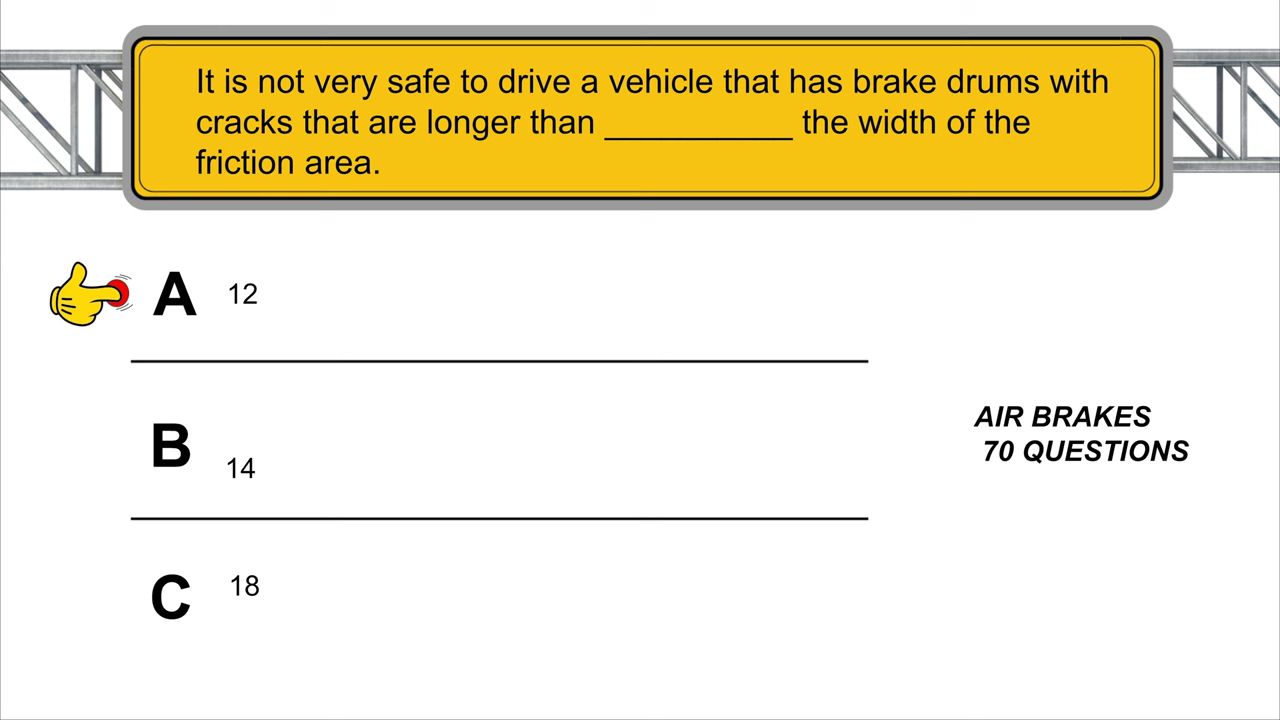 It is not very safe to drive a vehicle that has brake drums with
cracks that are longer than __________ the width of the
friction area.
A 12
B 14
C 18
AIR BRAKES
70 QUESTIONS